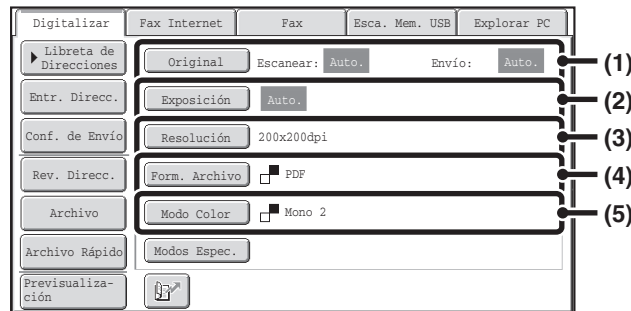 Digitalizar Fax Internet Fax Esca. Mem. USB Explorar PC
Libreta de
Direcciones
Original Escanear: Auto. Envío: Auto. (1)
Entr. Direcc. Exposición Auto. (2)
Conf. de Envío Resolución 200x200dpi (3)
Rev. Direcc. Form. Archivo PDF (4)
Archivo Modo Color Mono 2 (5)
Archivo Rápido Modos Espec.
Previsualiza-
ción